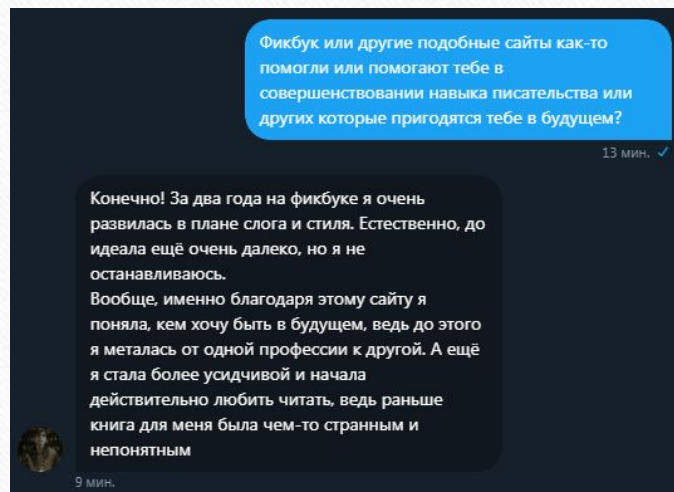 Фикбук или другие подобные сайты как-то
помогли или помогают тебе в
совершенствовании навыка писательства или
других которые пригодятся тебе в будущем?
13 мин.
Конечно! За два года на фикбуке я очень
развилась в плане слога и стиля. Естественно, до
идеала ещё очень далеко, но я не
останавливаюсь.
Вообще, именно благодаря этому сайту я
поняла, кем хочу быть в будущем, ведь до этого
я металась от одной профессии к другой. А ещё
я стала более усидчивой и начала
действительно любить читать, ведь раньше
книга для меня была чем-то странным и
непонятным
9 мин.